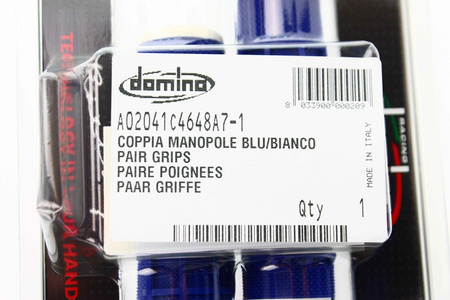 domino
8 033900 000209
A02041c4648A7-1
COPPIA MANOPOLE BLU/BIANCO
PAIR GRIPS
PAIRE POIGNEES
PAAR GRIFFE
Qty 1
MADE IN ITALY
RACING